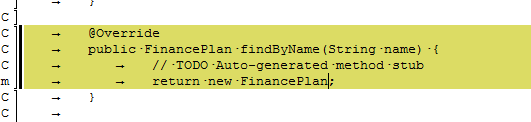 C }
C
C @Override
C public FinancePlan findByName(String name) {
C // TODO Auto-generated method stub
m return new FinancePlan;
C }
C